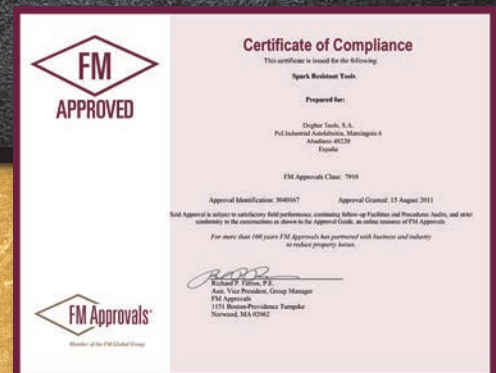 FM
APPROVED
Certificate of Compliance
This certificate is issued for the following
Spark Resistant Tools
Prepared for:
Degher Tools, S.A.
Pol.Industrial Astolabeitia, Muntxogoio 6
Abadiano 48220
España
FM Approvals Class: 7910
Approval Identification: 3040167 Approval Granted: 15 August 2011
Said Approval is subject to satisfactory field performance, continuing follow-up Facilities and Procedures Audits, and strict
conformity to the constructions as shown in the Approval Guide, an online resource of FM Approvals.
For more than 160 years FM Approvals has partnered with business and industry
to reduce property losses.
Richard P. Ferron, P.E.
Asst. Vice President, Group Manager
FM Approvals
1151 Boston-Providence Turnpike
Norwood, MA 02062
FM Approvals
Member of the FM Global Group